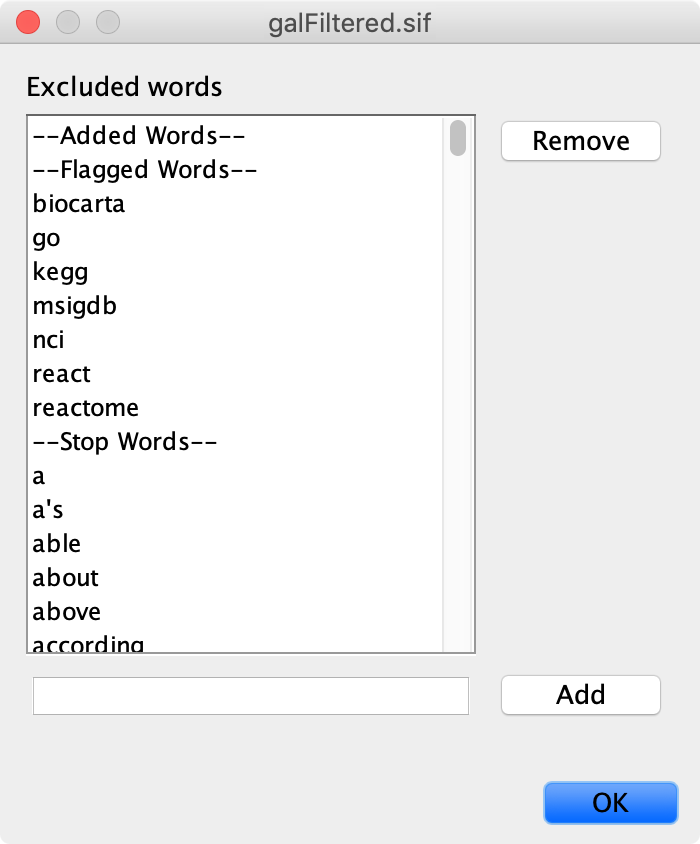 galFiltered.sif
Excluded words
--Added Words--
--Flagged Words--
biocarta
go
kegg
msigdb
nci
react
reactome
--Stop Words--
a
a's
able
about
above
according
Remove
Add
OK